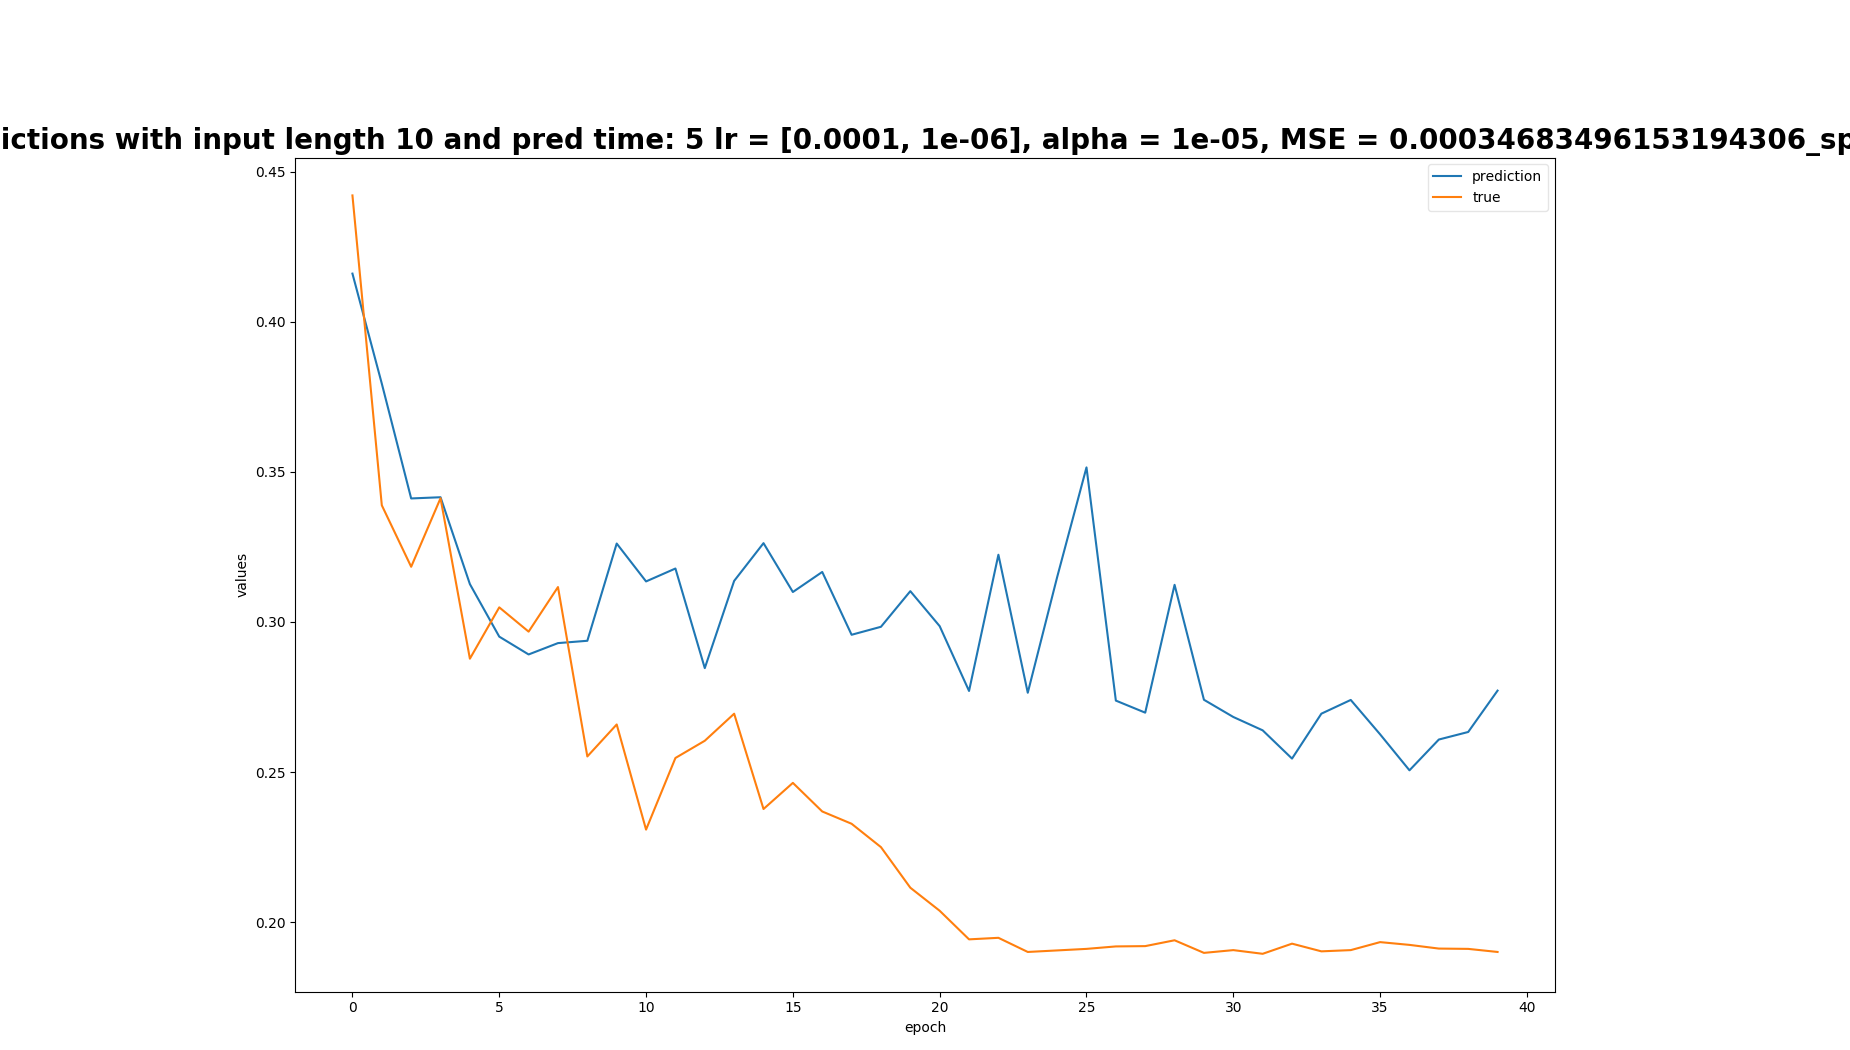 ictions with input length 10 and pred time: 5 lr = [0.0001, 1e-06], alpha = 1e-05, MSE = 0.00034683496153194306_sp
prediction
true
0.45
0.40
0.35
0.30
0.25
0.20
values
0 5 10 15 20 25 30 35 40
epoch